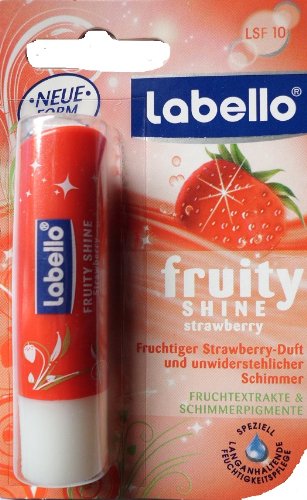 LSF 10
NEUE
FORM
Labello®
fruity
SHINE
strawberry
Fruchtiger Strawberry-Duft
und unwiderstehlicher
Schimmer
FRUCHTEXTRAKTE &
SCHIMMERPIGMENTE
SPEZIELL
LANGANHALTENDE
FEUCHTIGKEITSPFLEGE
Labello®
FRUITY SHINE
Strawberry